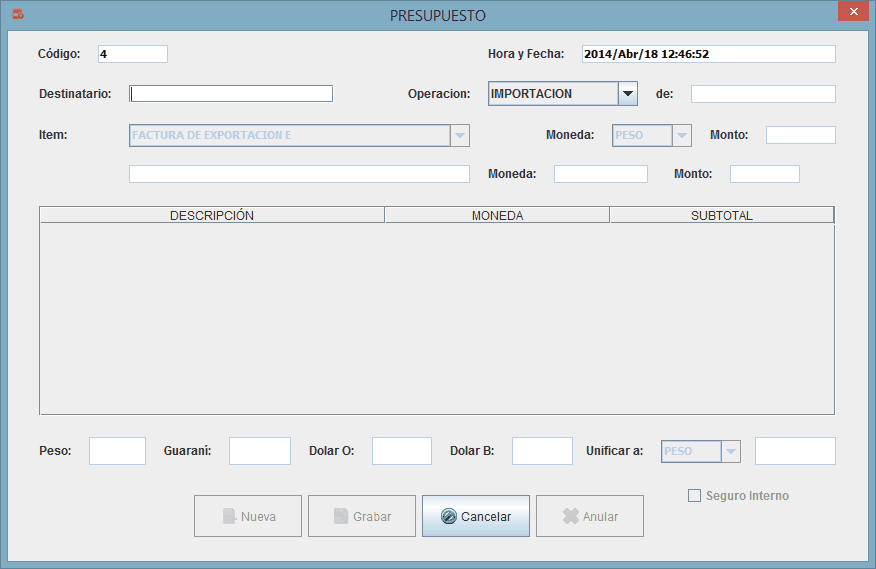 PRESUPUESTO
Código: 4 Hora y Fecha: 2014/Abr/18 12:46:52
Destinatario: Operacion: IMPORTACION de:
Item: FACTURA DE EXPORTACION E Moneda: PESO Monto:
Moneda: Monto:
DESCRIPCIÓN MONEDA SUBTOTAL
Peso: Guaraní: Dolar O: Dolar B: Unificar a: PESO
Seguro Interno
Nueva Grabar Cancelar Anular